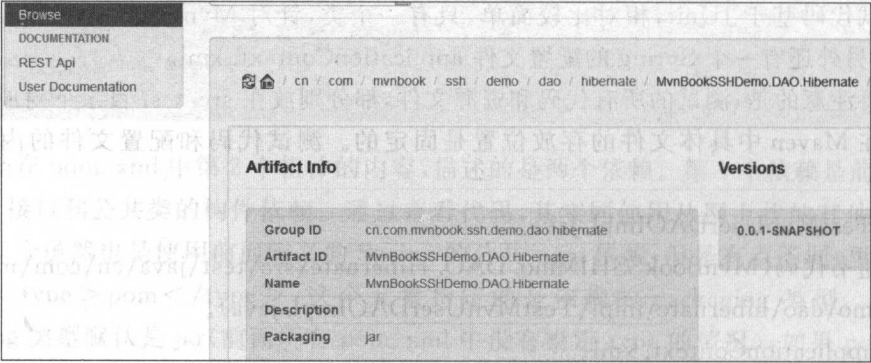 Browse
DOCUMENTATION
REST Api
User Documentation
/ cn / com / mvnbook / ssh / demo / dao / hibernate / MvnBookSSHDemo.DAO.Hibernate /
Artifact Info
Versions
Group ID cn.com.mvnbook.ssh.demo.dao hibernate 0.0.1-SNAPSHOT
Artifact ID MvnBookSSHDemo.DAO.Hibernate
Name MvnBookSSHDemo.DAO.Hibernate
Description
Packaging jar